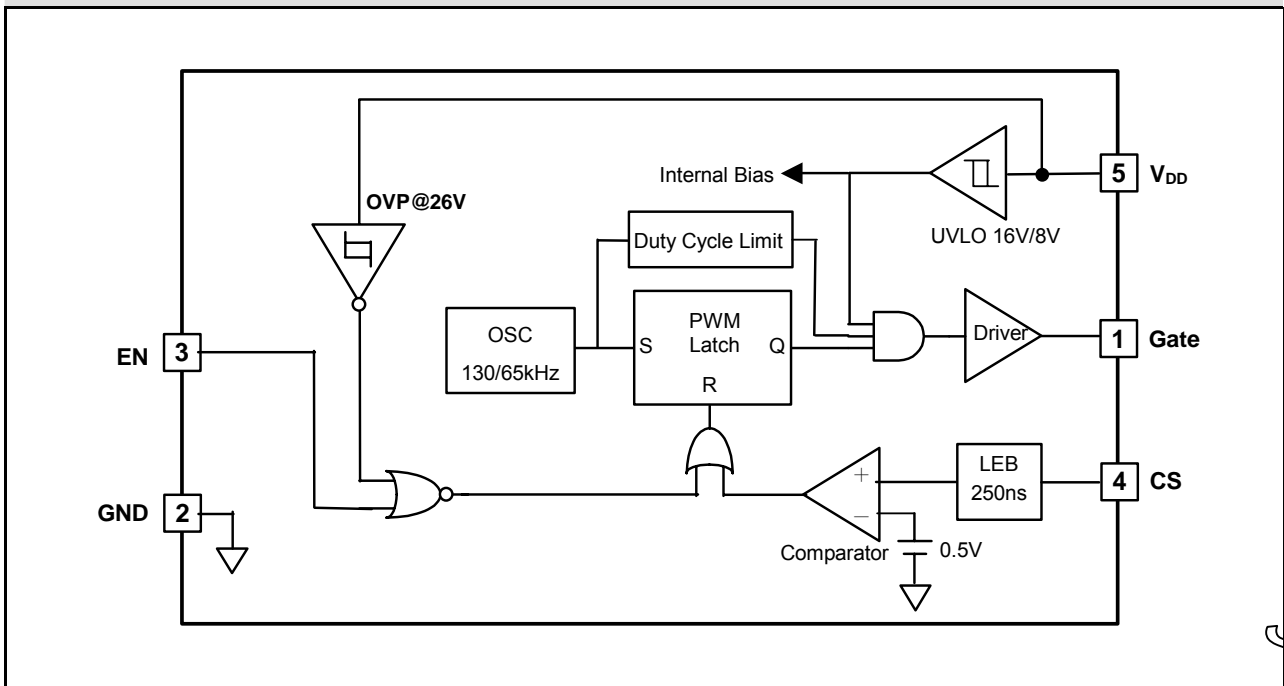 Internal Bias
5
VDD
OVP@26V
UVLO 16V/8V
Duty Cycle Limit
OSC
130/65kHz
PWM
Latch
S
Q
R
Driver
1
Gate
EN
3
LEB
250ns
4
CS
+
−
GND
2
Comparator
0.5V